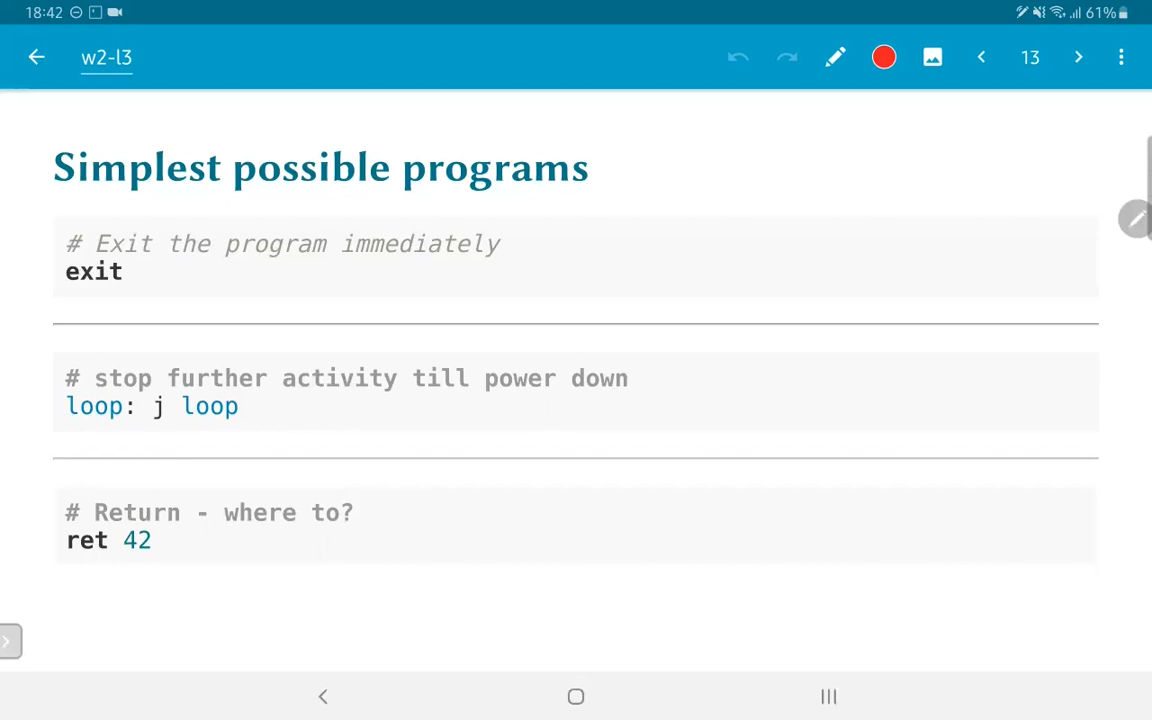 18:42 61%
w2-l3 13
Simplest possible programs
# Exit the program immediately
exit
# stop further activity till power down
loop: j loop
# Return - where to?
ret 42